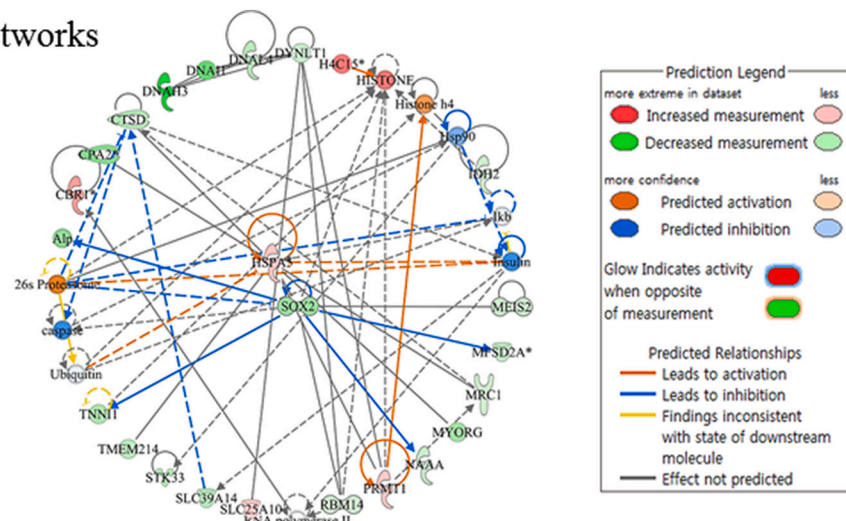 tworks
DNAH3
DNAI1
DNAL4
DYNLT1
H4C15*
HISTONE
Histone h4
Hsp90
IDH2
Ikb
Insulin
MEIS2
MFSD2A*
MRC1
MYORG
NAAA
PRMT1
RBM14
RNA polymerase II
SLC25A10
SLC39A14
STK33
TMEM214
TNNI1
Ubiquitin
caspase
26s Proteasome
Alp
CBR1*
CPA2*
CTSD
HSPA5
SOX2
Prediction Legend
more extreme in dataset less
Increased measurement
Decreased measurement
more confidence less
Predicted activation
Predicted inhibition
Glow Indicates activity
when opposite
of measurement
Predicted Relationships
Leads to activation
Leads to inhibition
Findings inconsistent
with state of downstream
molecule
Effect not predicted